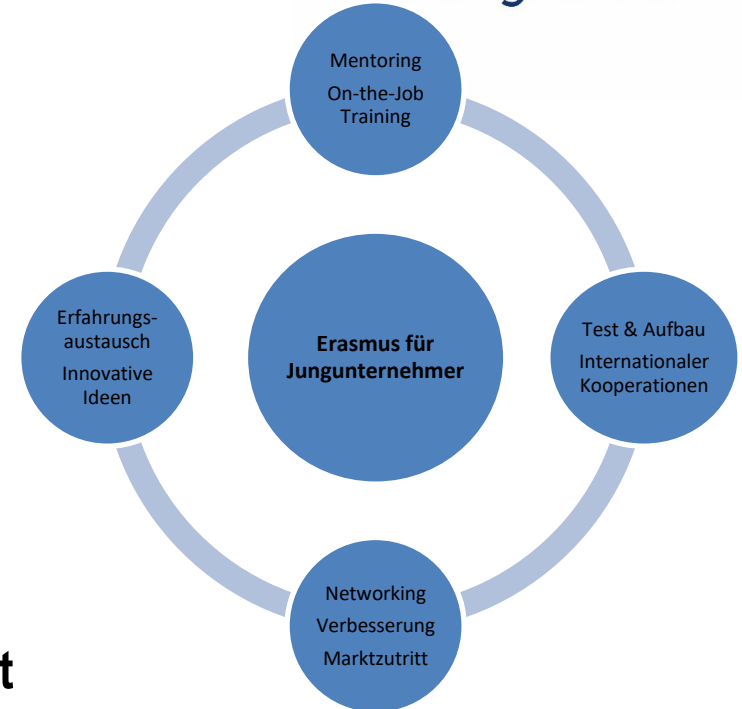 g
Mentoring
On-the-Job
Training
Erfahrungs-
austausch
Innovative
Ideen
Erasmus für
Jungunternehmer
Test & Aufbau
Internationaler
Kooperationen
Networking
Verbesserung
Marktzutritt
t